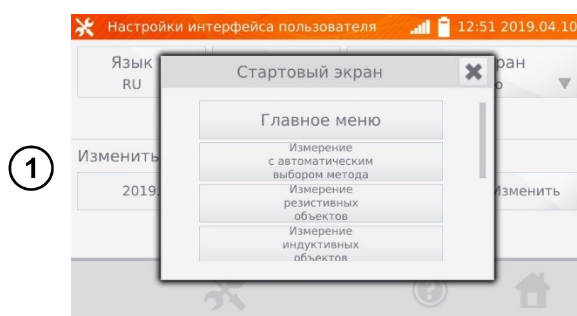 Настройки интерфейса пользователя 12:51 2019.04.10
Язык
RU
Стартовый экран
Главное меню
Измерение
с автоматическим
выбором метода
Измерение
резистивных
объектов
Измерение
индуктивных
объектов
1
Изменить
2019.
Изменить